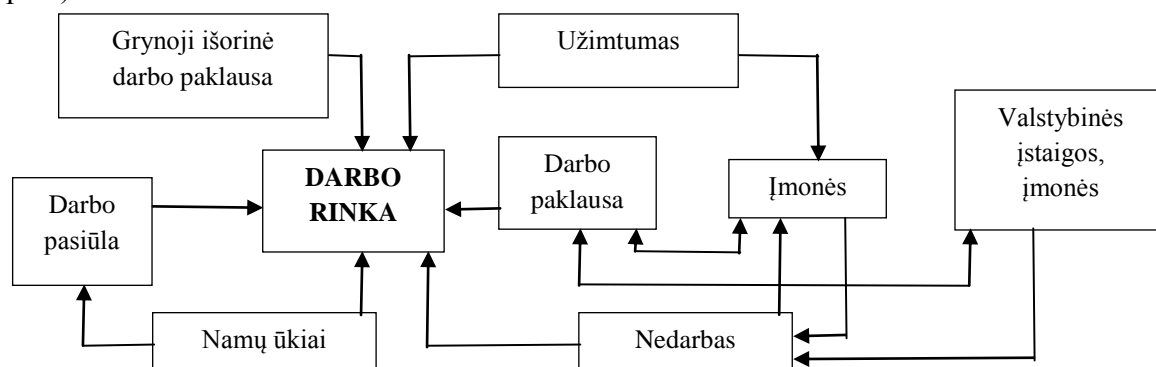 Grynoji išorinė
darbo paklausa
Užimtumas
Valstybinės
įstaigos,
įmonės
DARBO
RINKA
Darbo
paklausa
Įmonės
Darbo
pasiūla
Namų ūkiai
Nedarbas